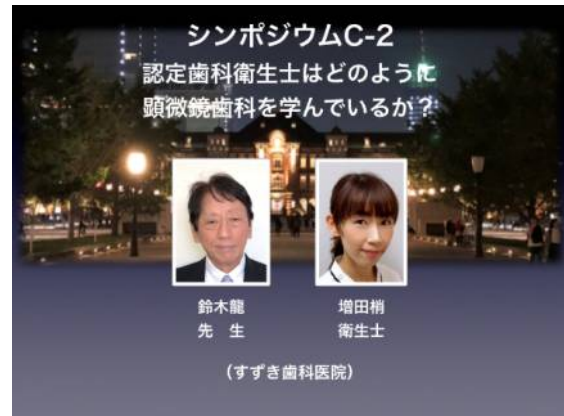 シンポジウムC-2
認定歯科衛生士はどのように
顕微鏡歯科を学んでいるか？
鈴木龍
先　生
増田梢
衛生士
（すずき歯科医院）